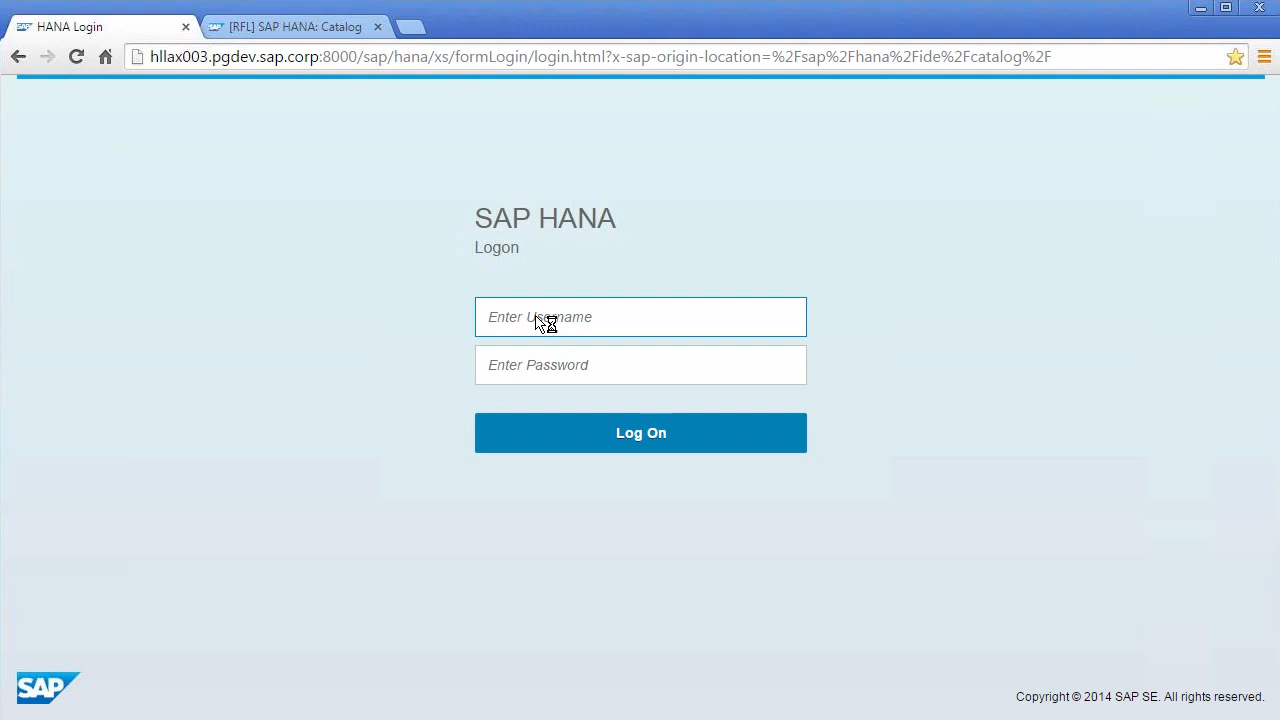 HANA Login
[RFL] SAP HANA: Catalog
hllax003.pgdev.sap.corp:8000/sap/hana/xs/formLogin/login.html?x-sap-origin-location=%2Fsap%2Fhana%2Fide%2Fcatalog%2F
SAP HANA
Logon
Enter Username
Enter Password
Log On
SAP
Copyright © 2014 SAP SE. All rights reserved.